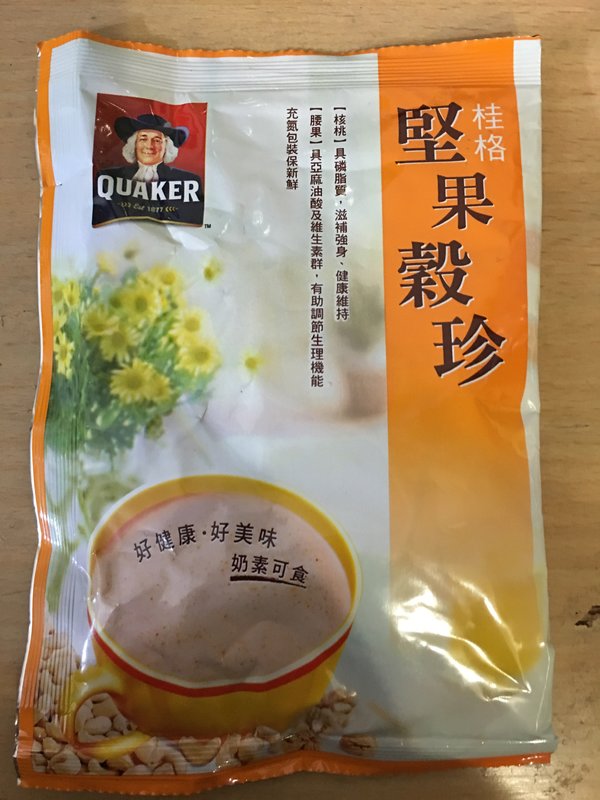 桂格
堅果穀珍
【核桃】具磷脂質，滋補強身、健康維持
【腰果】具亞麻油酸及維生素群，有助調節生理機能
充氮包裝保新鮮
QUAKER
Est 1877
TM
好健康·好美味
奶素可食